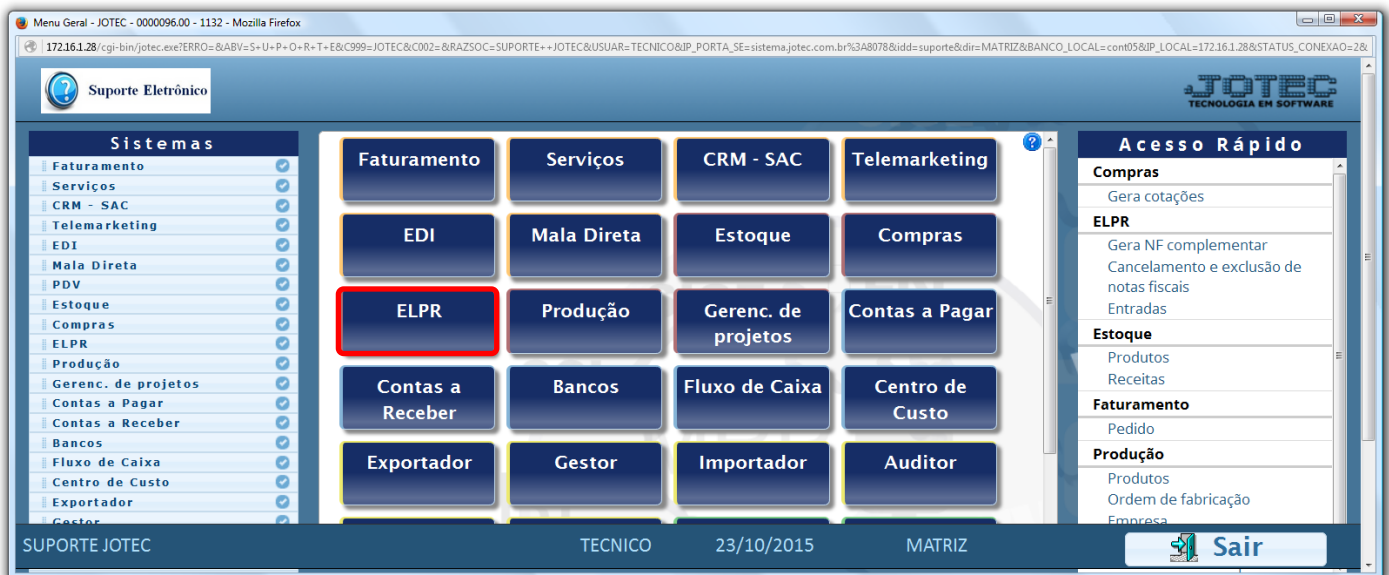 Menu Geral - JOTEC - 0000096.00 - 1132 - Mozilla Firefox
172.16.1.28/cgi-bin/jotec.exe?ERRO=&ABV=S+U+P+O+R+T+E&C999=JOTEC&C002=&RAZSOC=SUPORTE++JOTEC&USUAR=TECNICO&IP_PORTA_SE=sistema.jotec.com.br%3A8078&idd=suporte&dir=MATRIZ&BANCO_LOCAL=cont05&IP_LOCAL=172.16.1.28&STATUS_CONEXAO=2&
Suporte Eletrônico
JOTEC
TECNOLOGIA EM SOFTWARE
Sistemas
Faturamento
Serviços
CRM - SAC
Telemarketing
EDI
Mala Direta
PDV
Estoque
Compras
ELPR
Produção
Gerenc. de projetos
Contas a Pagar
Contas a Receber
Bancos
Fluxo de Caixa
Centro de Custo
Exportador
Gestor
Faturamento
Serviços
CRM - SAC
Telemarketing
EDI
Mala Direta
Estoque
Compras
ELPR
Produção
Gerenc. de
projetos
Contas a Pagar
Contas a
Receber
Bancos
Fluxo de Caixa
Centro de
Custo
Exportador
Gestor
Importador
Auditor
Acesso Rápido
Compras
Gera cotações
ELPR
Gera NF complementar
Cancelamento e exclusão de
notas fiscais
Entradas
Estoque
Produtos
Receitas
Faturamento
Pedido
Produção
Produtos
Ordem de fabricação
Empresa
SUPORTE JOTEC
TECNICO
23/10/2015
MATRIZ
Sair